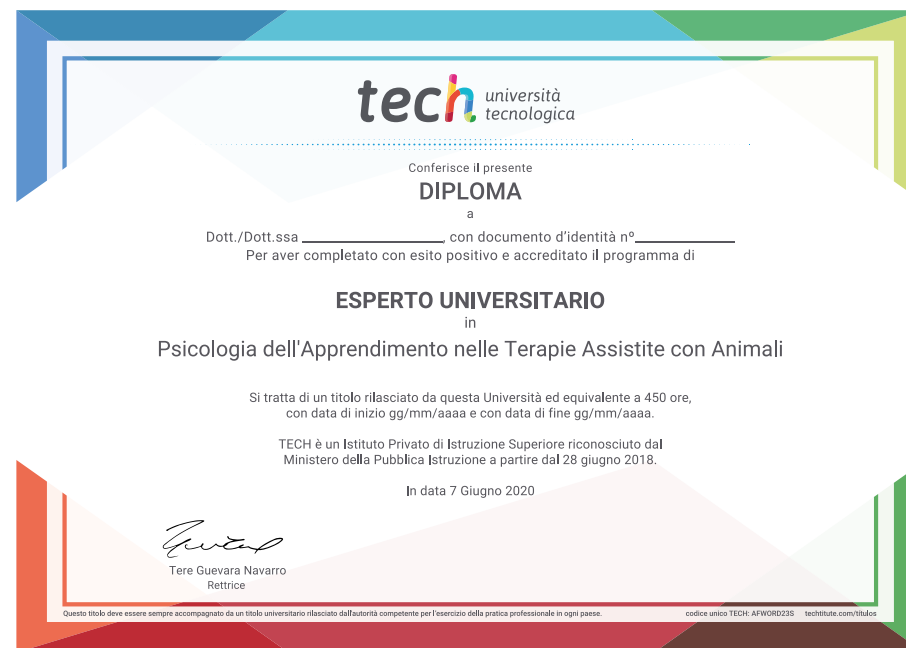 tech università
tecnologica
Conferisce il presente
DIPLOMA
a
Dott./Dott.ssa ____________________, con documento d'identità nº______________
Per aver completato con esito positivo e accreditato il programma di
ESPERTO UNIVERSITARIO
in
Psicologia dell'Apprendimento nelle Terapie Assistite con Animali
Si tratta di un titolo rilasciato da questa Università ed equivalente a 450 ore,
con data di inizio gg/mm/aaaa e con data di fine gg/mm/aaaa.
TECH è un Istituto Privato di Istruzione Superiore riconosciuto dal
Ministero della Pubblica Istruzione a partire dal 28 giugno 2018.
In data 7 Giugno 2020
Tere Guevara Navarro
Rettrice
Questo titolo deve essere sempre accompagnato da un titolo universitario rilasciato dall'autorità competente per l'esercizio della pratica professionale in ogni paese. codice unico TECH: AFWORD23S techtitute.com/titulos